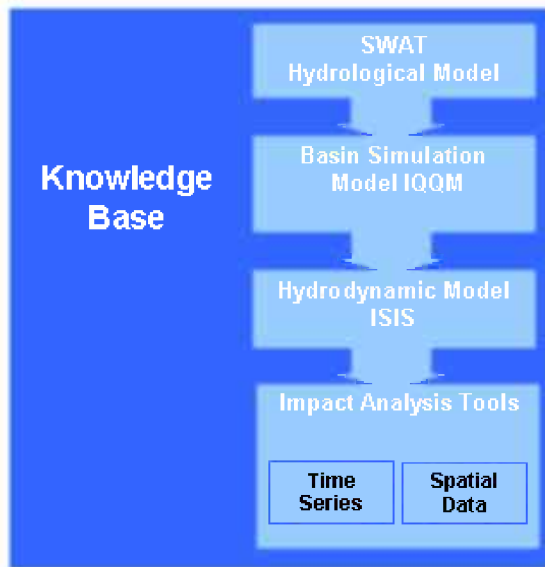 Knowledge
Base
SWAT
Hydrological Model
Basin Simulation
Model IQQM
Hydrodynamic Model
ISIS
Impact Analysis Tools
Time
Series
Spatial
Data